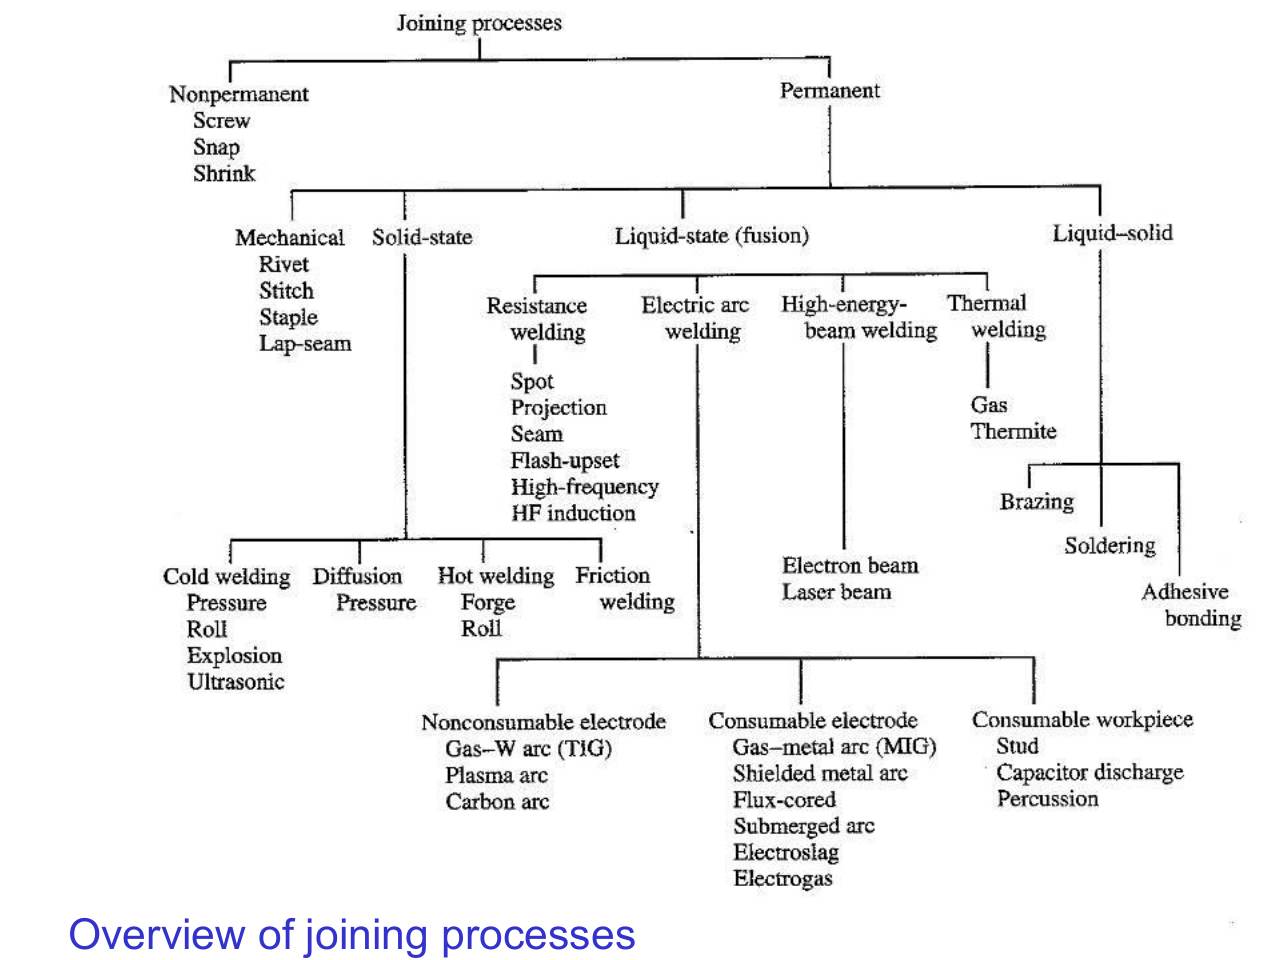 Joining processes
Nonpermanent
Screw
Snap
Shrink
Permanent
Mechanical
Rivet
Stitch
Staple
Lap-seam
Solid-state
Liquid-state (fusion)
Liquid–solid
Resistance
welding
Spot
Projection
Seam
Flash-upset
High-frequency
HF induction
Electric arc
welding
High-energy-
beam welding
Electron beam
Laser beam
Thermal
welding
Gas
Thermite
Brazing
Soldering
Adhesive
bonding
Cold welding
Pressure
Roll
Explosion
Ultrasonic
Diffusion
Pressure
Hot welding
Forge
Roll
Friction
welding
Nonconsumable electrode
Gas–W arc (TIG)
Plasma arc
Carbon arc
Consumable electrode
Gas–metal arc (MIG)
Shielded metal arc
Flux-cored
Submerged arc
Electroslag
Electrogas
Consumable workpiece
Stud
Capacitor discharge
Percussion
Overview of joining processes